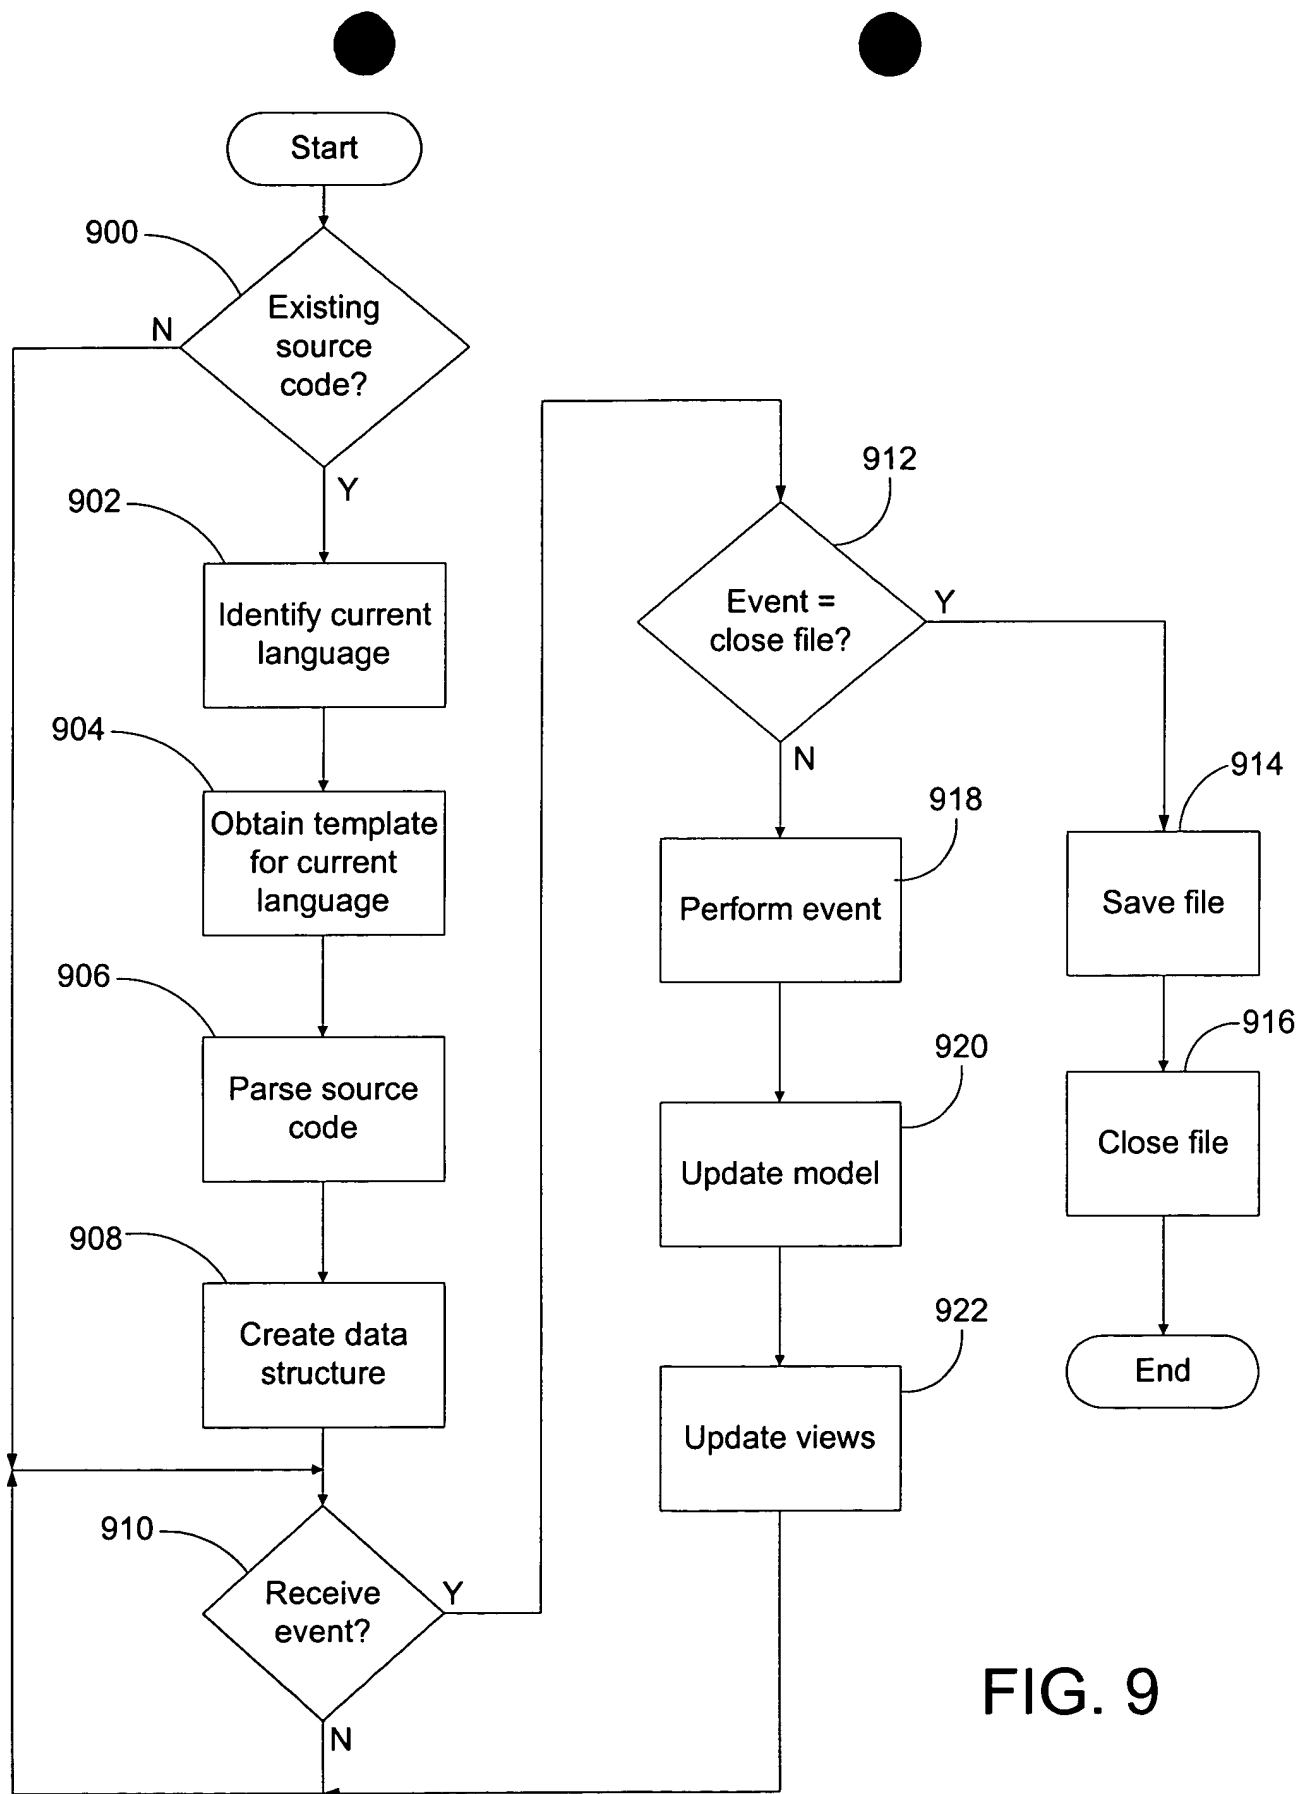 Start
900
Existing
source
code?
N
Y
902
Identify current
language
904
Obtain template
for current
language
906
Parse source
code
908
Create data
structure
910
Receive
event?
Y
N
912
Event =
close file?
Y
N
918
Perform event
920
Update model
922
Update views
914
Save file
916
Close file
End
FIG. 9